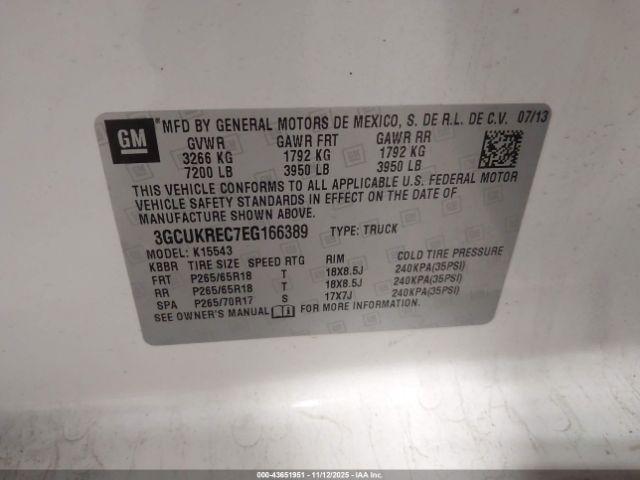 GM
MFD BY GENERAL MOTORS DE MEXICO, S. DE R.L. DE C.V. 07/13
GVWR GAWR FRT GAWR RR
3266 KG 1792 KG 1792 KG
7200 LB 3950 LB 3950 LB
THIS VEHICLE CONFORMS TO ALL APPLICABLE U.S. FEDERAL MOTOR
VEHICLE SAFETY STANDARDS IN EFFECT ON THE DATE OF
MANUFACTURE SHOWN ABOVE.
3GCUKREC7EG166389 TYPE: TRUCK
MODEL: K15543
KBBR TIRE SIZE SPEED RTG RIM COLD TIRE PRESSURE
FRT P265/65R18 T 18X8.5J 240KPA(35PSI)
RR P265/65R18 T 18X8.5J 240KPA(35PSI)
SPA P265/70R17 S 17X7J 240KPA(35PSI)
SEE OWNER'S MANUAL FOR MORE INFORMATION.
000-43651951 - 11/12/2025 - IAAI.CA